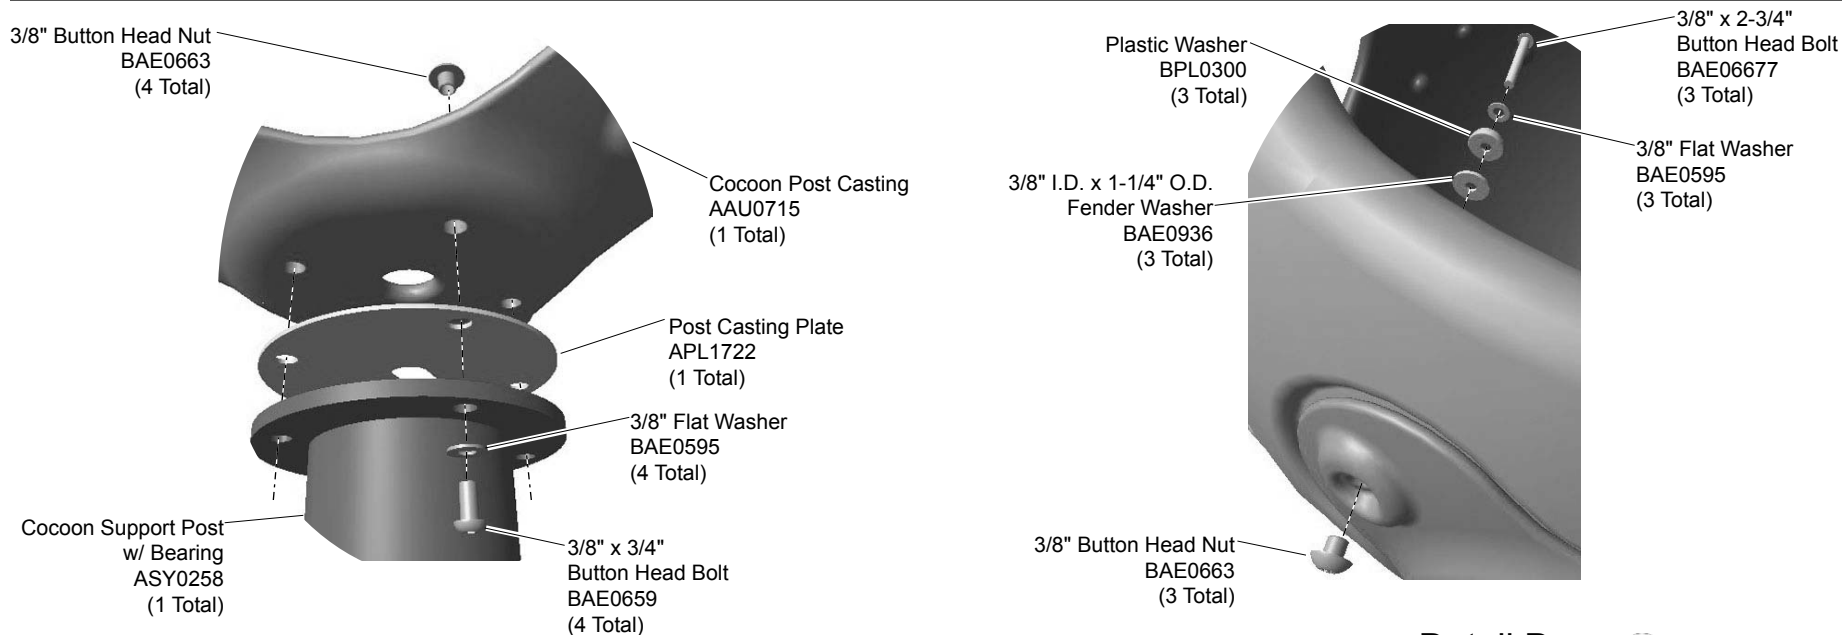 3/8" Button Head Nut
BAE0663
(4 Total)
Cocoon Post Casting
AAU0715
(1 Total)
Post Casting Plate
APL1722
(1 Total)
3/8" Flat Washer
BAE0595
(4 Total)
Cocoon Support Post
w/ Bearing
ASY0258
(1 Total)
3/8" x 3/4"
Button Head Bolt
BAE0659
(4 Total)
Plastic Washer
BPL0300
(3 Total)
3/8" x 2-3/4"
Button Head Bolt
BAE06677
(3 Total)
3/8" Flat Washer
BAE0595
(3 Total)
3/8" I.D. x 1-1/4" O.D.
Fender Washer
BAE0936
(3 Total)
3/8" Button Head Nut
BAE0663
(3 Total)